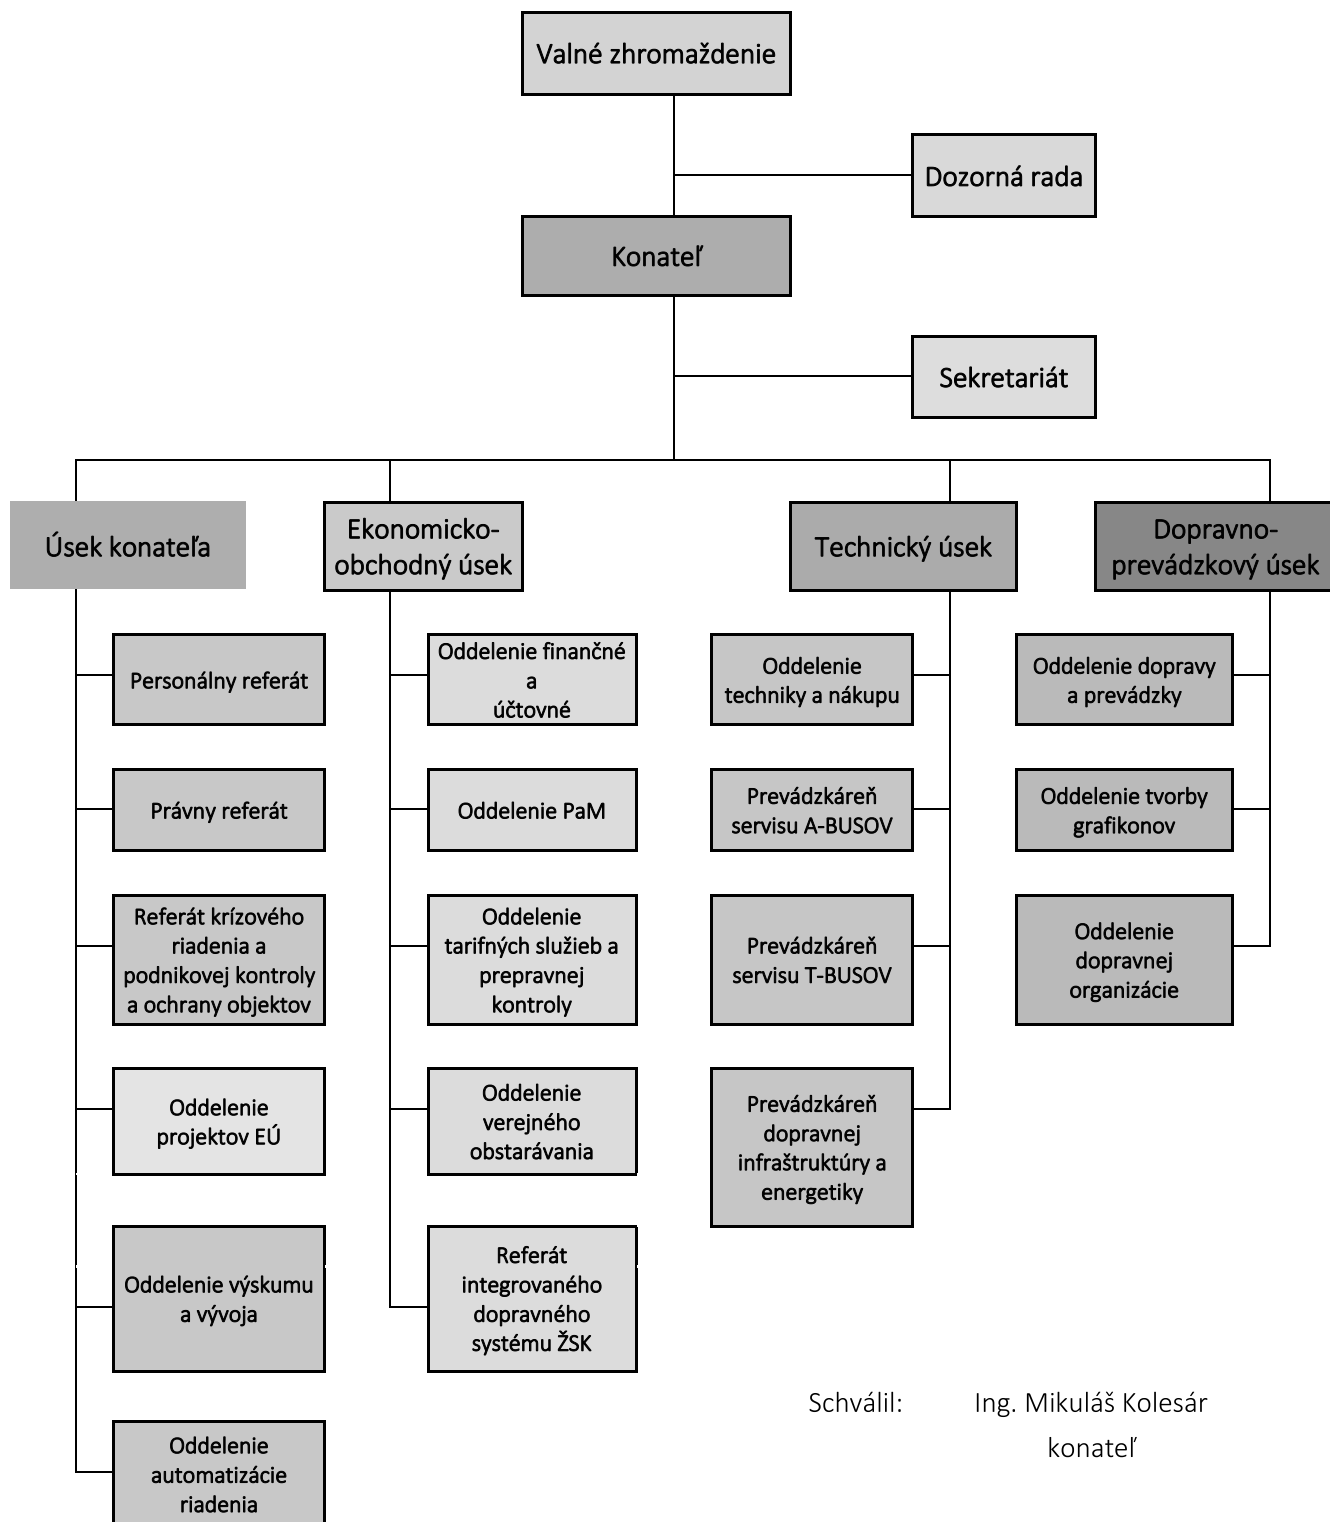 Valné zhromaždenie
Dozorná rada
Konateľ
Sekretariát
Úsek konateľa
Ekonomicko-
obchodný úsek
Technický úsek
Dopravno-
prevádzkový úsek
Personálny referát
Právny referát
Referát krízového
riadenia a
podnikovej kontroly
a ochrany objektov
Oddelenie
projektov EÚ
Oddelenie výskumu
a vývoja
Oddelenie
automatizácie
riadenia
Oddelenie finančné
a
účtovné
Oddelenie PaM
Oddelenie
tarifných služieb a
prepravnej
kontroly
Oddelenie
verejného
obstarávania
Referát
integrovaného
dopravného
systému ŽSK
Oddelenie
techniky a nákupu
Prevádzkáreň
servisu A-BUSOV
Prevádzkáreň
servisu T-BUSOV
Prevádzkáreň
dopravnej
infraštruktúry a
energetiky
Oddelenie dopravy
a prevádzky
Oddelenie tvorby
grafikonov
Oddelenie
dopravnej
organizácie
Schválil: Ing. Mikuláš Kolesár
konateľ